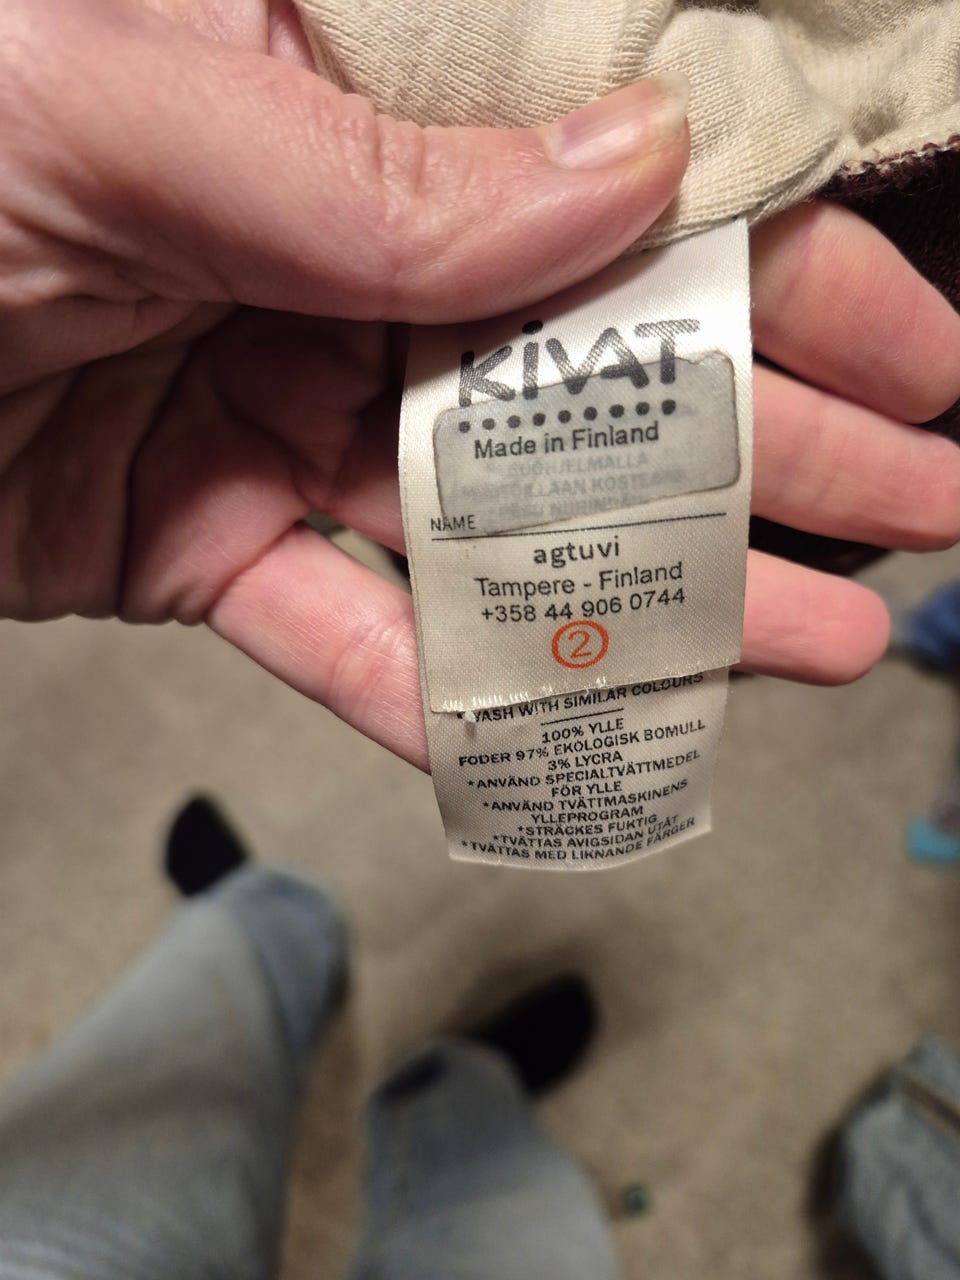 KIVAT
Made in Finland
SUOHJELMALLA
NAME
agtuvi
Tampere - Finland
+358 44 906 0744
2
WASH WITH SIMILAR COLOURS
100% YLLE
FODER 97% EKOLOGISK BOMULL
3% LYCRA
*ANVÄND SPECIALTVÄTTMEDEL
FÖR YLLE
*ANVÄND TVÄTTMASKINENS
YLLEPROGRAM
*STRÄCKES FUKTIG
*TVÄTTAS AVIGSIDAN UTÅT
*TVÄTTAS MED LIKNANDE FÄRGER